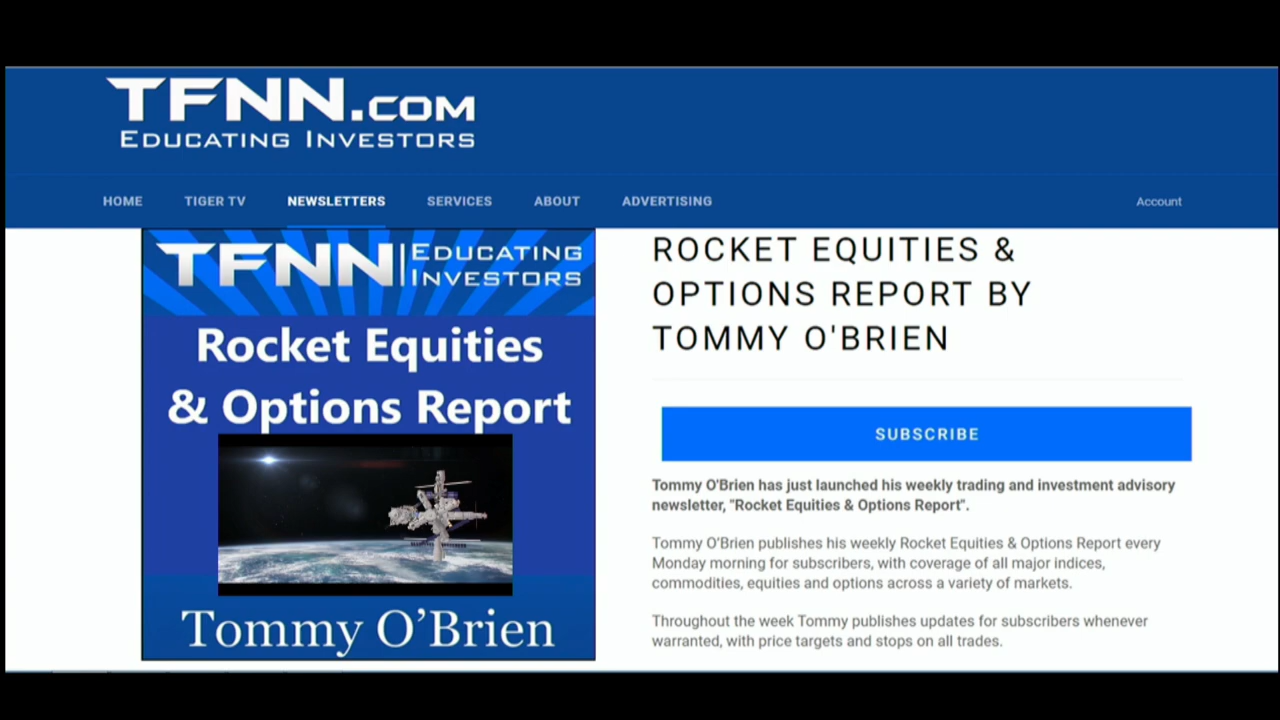 TFNN.COM
EDUCATING INVESTORS
HOME TIGER TV NEWSLETTERS SERVICES ABOUT ADVERTISING Account
TFNN EDUCATING
INVESTORS
Rocket Equities
& Options Report
Tommy O’Brien
ROCKET EQUITIES &
OPTIONS REPORT BY
TOMMY O'BRIEN
SUBSCRIBE
Tommy O'Brien has just launched his weekly trading and investment advisory
newsletter, "Rocket Equities & Options Report".
Tommy O’Brien publishes his weekly Rocket Equities & Options Report every
Monday morning for subscribers, with coverage of all major indices,
commodities, equities and options across a variety of markets.
Throughout the week Tommy publishes updates for subscribers whenever
warranted, with price targets and stops on all trades.